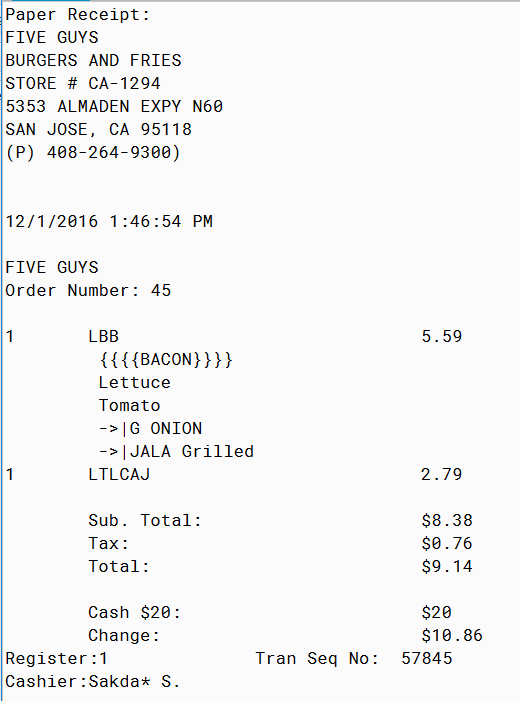 Paper Receipt:
FIVE GUYS
BURGERS AND FRIES
STORE # CA-1294
5353 ALMADEN EXPY N60
SAN JOSE, CA 95118
(P) 408-264-9300)
12/1/2016 1:46:54 PM
FIVE GUYS
Order Number: 45
1 LBB 5.59
{{{{BACON}}}}
Lettuce
Tomato
->|G ONION
->|JALA Grilled
1 LTLCAJ 2.79
Sub. Total: $8.38
Tax: $0.76
Total: $9.14
Cash $20: $20
Change: $10.86
Register:1 Tran Seq No: 57845
Cashier:Sakda* S.